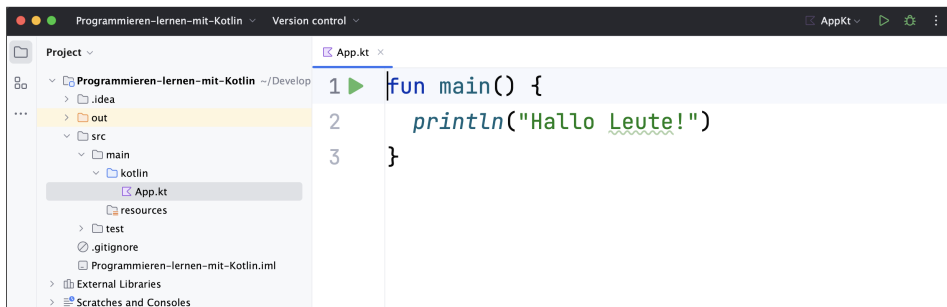 Programmieren-lernen-mit-Kotlin Version control AppKt
Project
App.kt
Programmieren-lernen-mit-Kotlin ~/Develop
.idea
out
src
main
kotlin
App.kt
resources
test
.gitignore
Programmieren-lernen-mit-Kotlin.iml
External Libraries
Scratches and Consoles
1 fun main() {
2 println("Hallo Leute!")
3 }